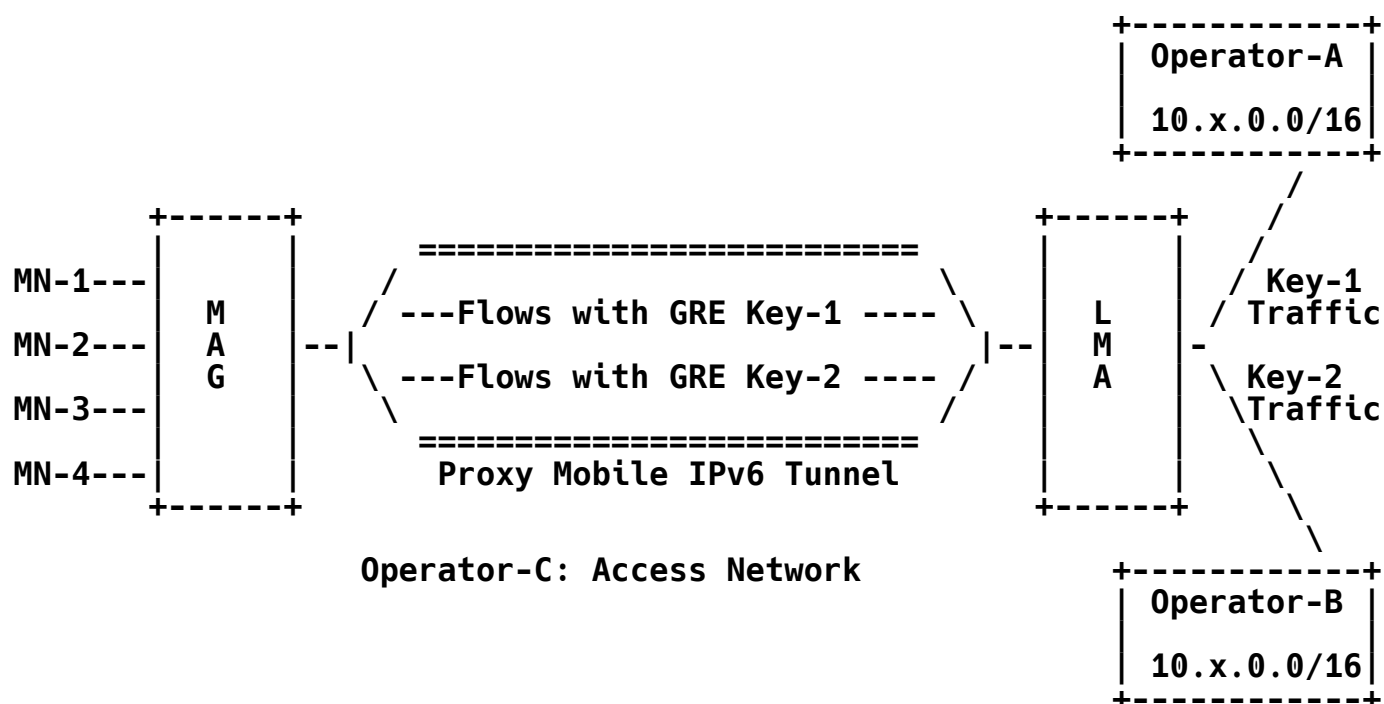 +------------+
| Operator-A |
|            |
| 10.x.0.0/16|
+------------+
/
+------+ +------+ /
| | ========================== | | /
MN-1---| | / \ | | / Key-1
| M | / ---Flows with GRE Key-1 ---- \ | L | / Traffic
MN-2---| A |--| |--| M |-
| G | \ ---Flows with GRE Key-2 ---- / | A | \ Key-2
MN-3---| | \ / | | \Traffic
| | ========================== | | \
MN-4---| | Proxy Mobile IPv6 Tunnel | | \
+------+ +------+ \
\
Operator-C: Access Network +------------+
| Operator-B |
|            |
| 10.x.0.0/16|
+------------+